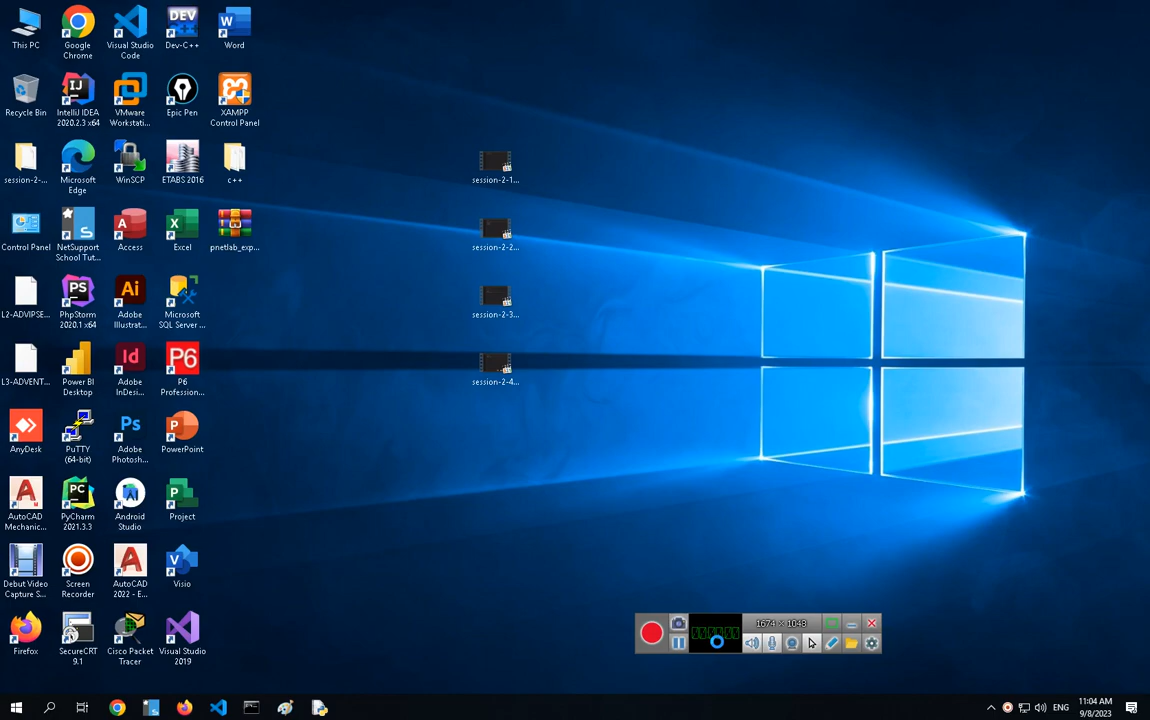 This PC
Google Chrome
Visual Studio Code
Dev-C++
Word
Recycle Bin
IntelliJ IDEA 2020.2.3 x64
VMware Workstati...
Epic Pen
XAMPP Control Panel
session-2-...
Microsoft Edge
WinSCP
ETABS 2016
c++
Control Panel
NetSupport School Tut...
Access
Excel
pnetlab_exp...
L2-ADVIPSE...
PhpStorm 2020.1 x64
Adobe Illustrat...
Microsoft SQL Server ...
L3-ADVENT...
Power BI Desktop
Adobe InDesi...
P6 Profession...
AnyDesk
PuTTY (64-bit)
Adobe Photosh...
PowerPoint
AutoCAD Mechanic...
PyCharm 2021.3.3
Android Studio
Project
Debut Video Capture S...
Screen Recorder
AutoCAD 2022 - E...
Visio
Firefox
SecureCRT 9.1
Cisco Packet Tracer
Visual Studio 2019
session-2-1...
session-2-2...
session-2-3...
session-2-4...
1674 × 1048
ENG
11:04 AM
9/8/2023